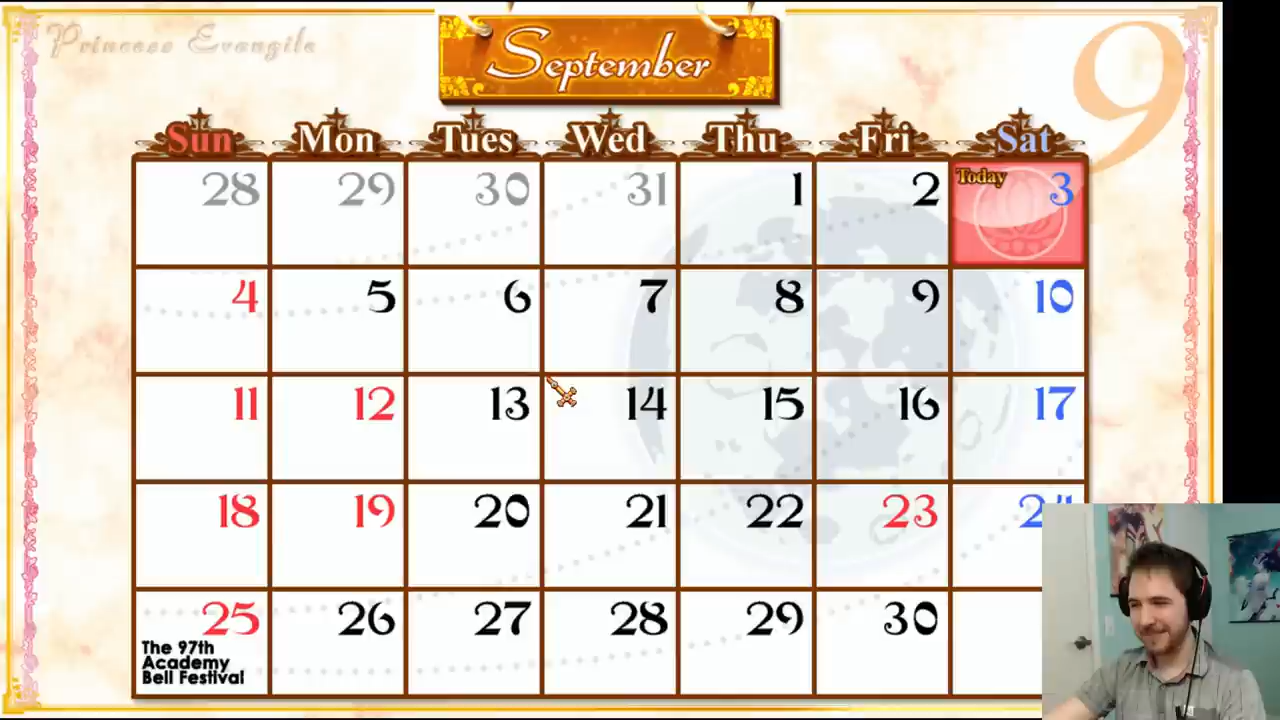 Princess Evangile
September
9
Sun Mon Tues Wed Thu Fri Sat
28 29 30 31 1 2 Today 3
4 5 6 7 8 9 10
11 12 13 14 15 16 17
18 19 20 21 22 23 24
25 26 27 28 29 30
The 97th
Academy
Bell Festival